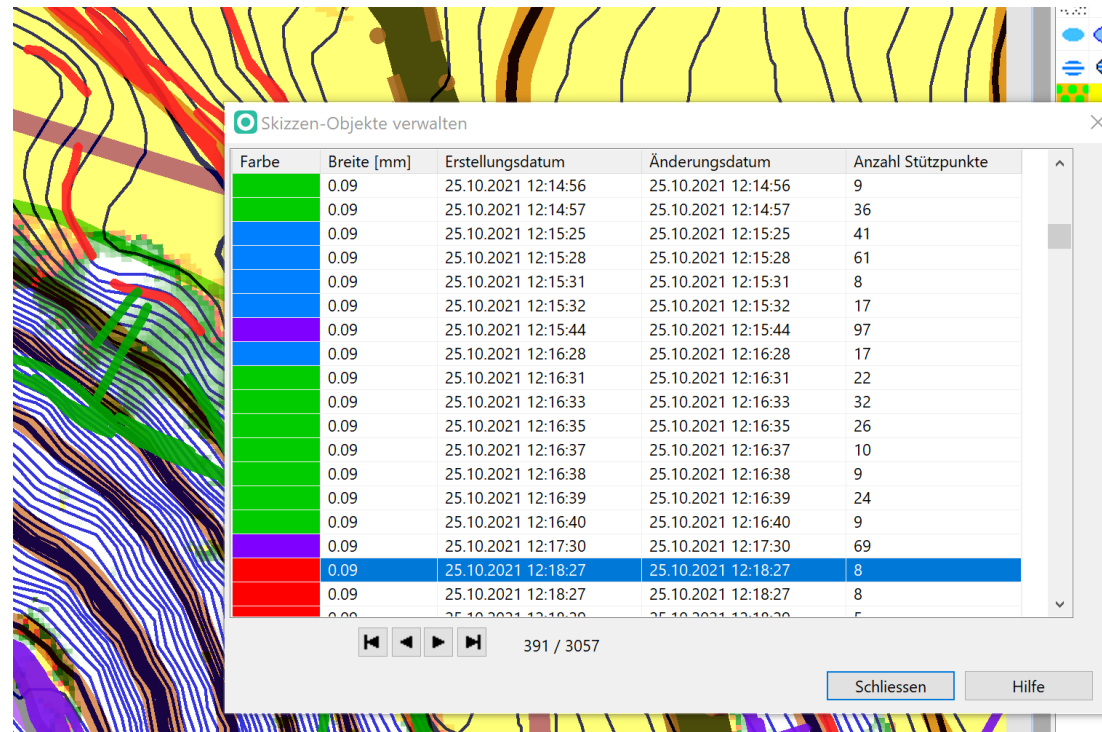 Skizzen-Objekte verwalten
Farbe Breite [mm] Erstellungsdatum Änderungsdatum Anzahl Stützpunkte
0.09 25.10.2021 12:14:56 25.10.2021 12:14:56 9
0.09 25.10.2021 12:14:57 25.10.2021 12:14:57 36
0.09 25.10.2021 12:15:25 25.10.2021 12:15:25 41
0.09 25.10.2021 12:15:28 25.10.2021 12:15:28 61
0.09 25.10.2021 12:15:31 25.10.2021 12:15:31 8
0.09 25.10.2021 12:15:32 25.10.2021 12:15:32 17
0.09 25.10.2021 12:15:44 25.10.2021 12:15:44 97
0.09 25.10.2021 12:16:28 25.10.2021 12:16:28 17
0.09 25.10.2021 12:16:31 25.10.2021 12:16:31 22
0.09 25.10.2021 12:16:33 25.10.2021 12:16:33 32
0.09 25.10.2021 12:16:35 25.10.2021 12:16:35 26
0.09 25.10.2021 12:16:37 25.10.2021 12:16:37 10
0.09 25.10.2021 12:16:38 25.10.2021 12:16:38 9
0.09 25.10.2021 12:16:39 25.10.2021 12:16:39 24
0.09 25.10.2021 12:16:40 25.10.2021 12:16:40 9
0.09 25.10.2021 12:17:30 25.10.2021 12:17:30 69
0.09 25.10.2021 12:18:27 25.10.2021 12:18:27 8
0.09 25.10.2021 12:18:27 25.10.2021 12:18:27 8
391 / 3057
Schliessen Hilfe